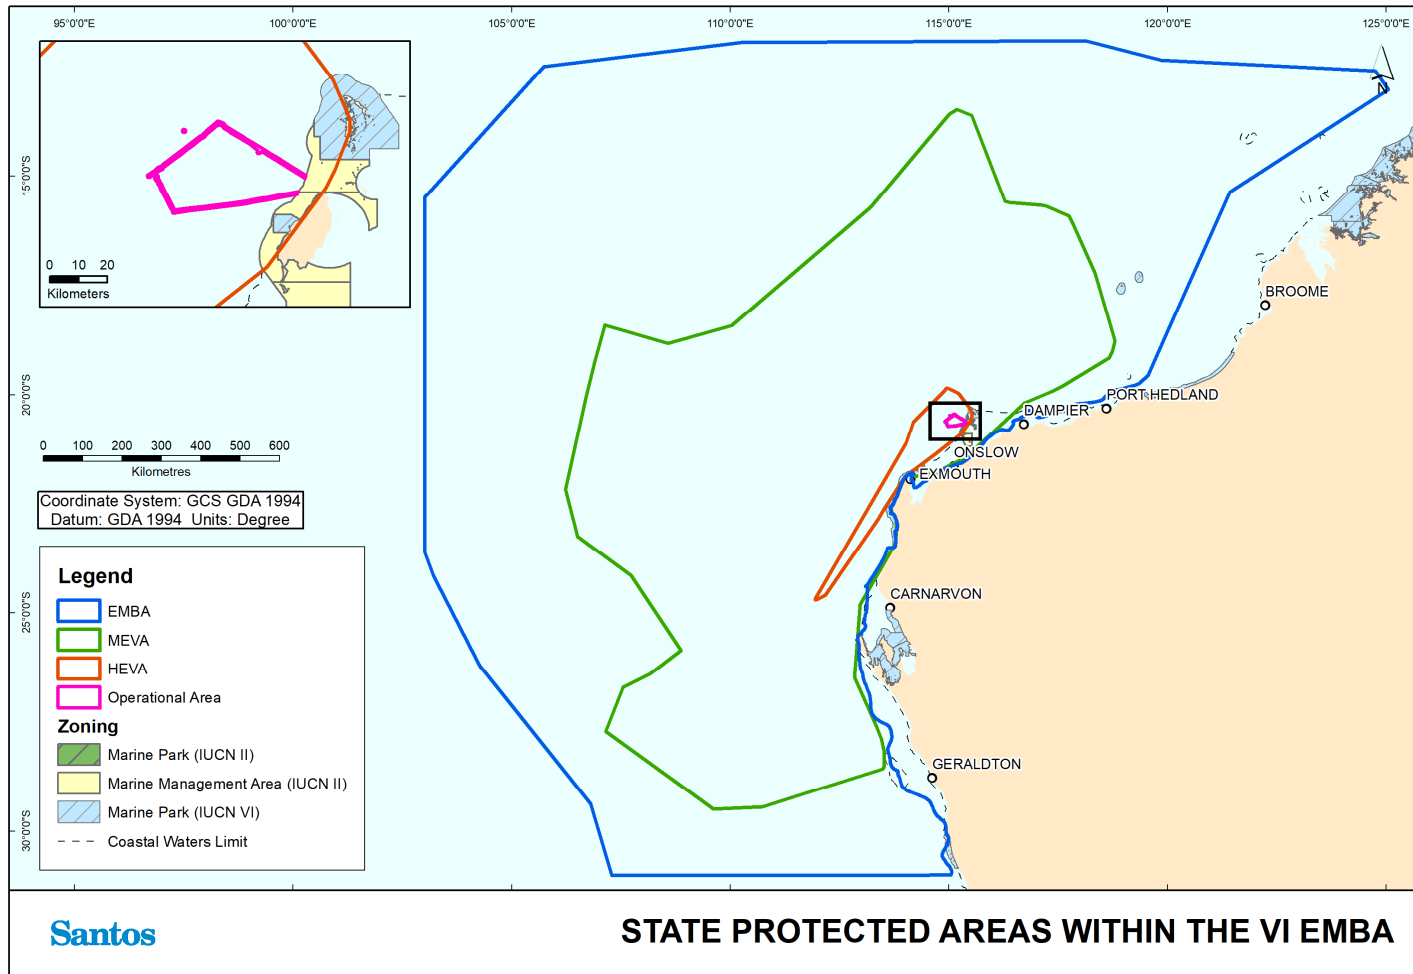 95°0'0"E
100°0'0"E
105°0'0"E
110°0'0"E
115°0'0"E
120°0'0"E
125°0'0"E
N
15°0'0"S
20°0'0"S
25°0'0"S
30°0'0"S
0 10 20
Kilometers
BROOME
PORT HEDLAND
DAMPIER
ONSLOW
EXMOUTH
CARNARVON
GERALDTON
0 100 200 300 400 500 600
Kilometres
Coordinate System: GCS GDA 1994
Datum: GDA 1994 Units: Degree
Legend
EMBA
MEVA
HEVA
Operational Area
Zoning
Marine Park (IUCN II)
Marine Management Area (IUCN II)
Marine Park (IUCN VI)
Coastal Waters Limit
Santos
STATE PROTECTED AREAS WITHIN THE VI EMBA